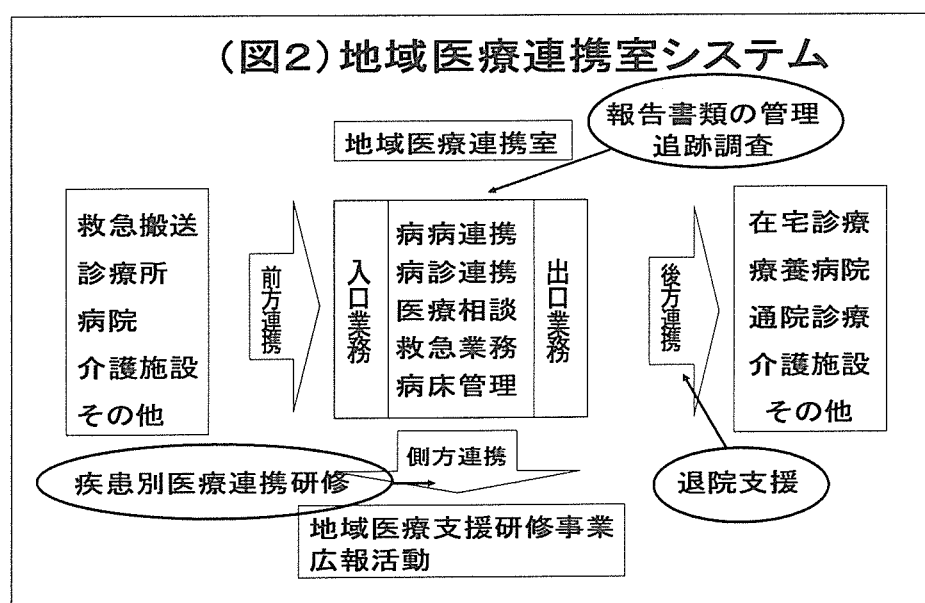 (図2)地域医療連携室システム
報告書類の管理
追跡調査
地域医療連携室
救急搬送
診療所
病院
介護施設
その他
前方連携
入口業務
病病連携
病診連携
医療相談
救急業務
病床管理
出口業務
後方連携
在宅診療
療養病院
通院診療
介護施設
その他
側方連携
疾患別医療連携研修
退院支援
地域医療支援研修事業
広報活動